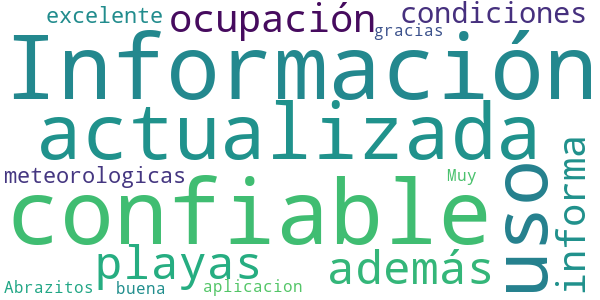 excelente
ocupación
condiciones
gracias
Información
actualizada
meteorologicas
Muy
confiable
uso
informa
playas
además
Abrazitos
buena
aplicacion